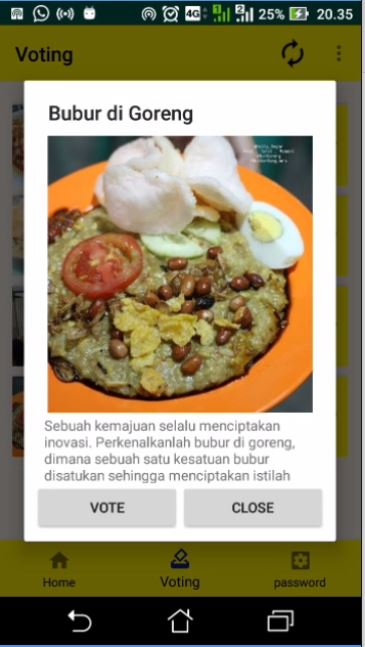 4G 25% 20.35
Voting
Bubur di Goreng
Sebuah kemajuan selalu menciptakan
inovasi. Perkenalkanlah bubur di goreng,
dimana sebuah satu kesatuan bubur
disatukan sehingga menciptakan istilah
VOTE CLOSE
Home Voting password